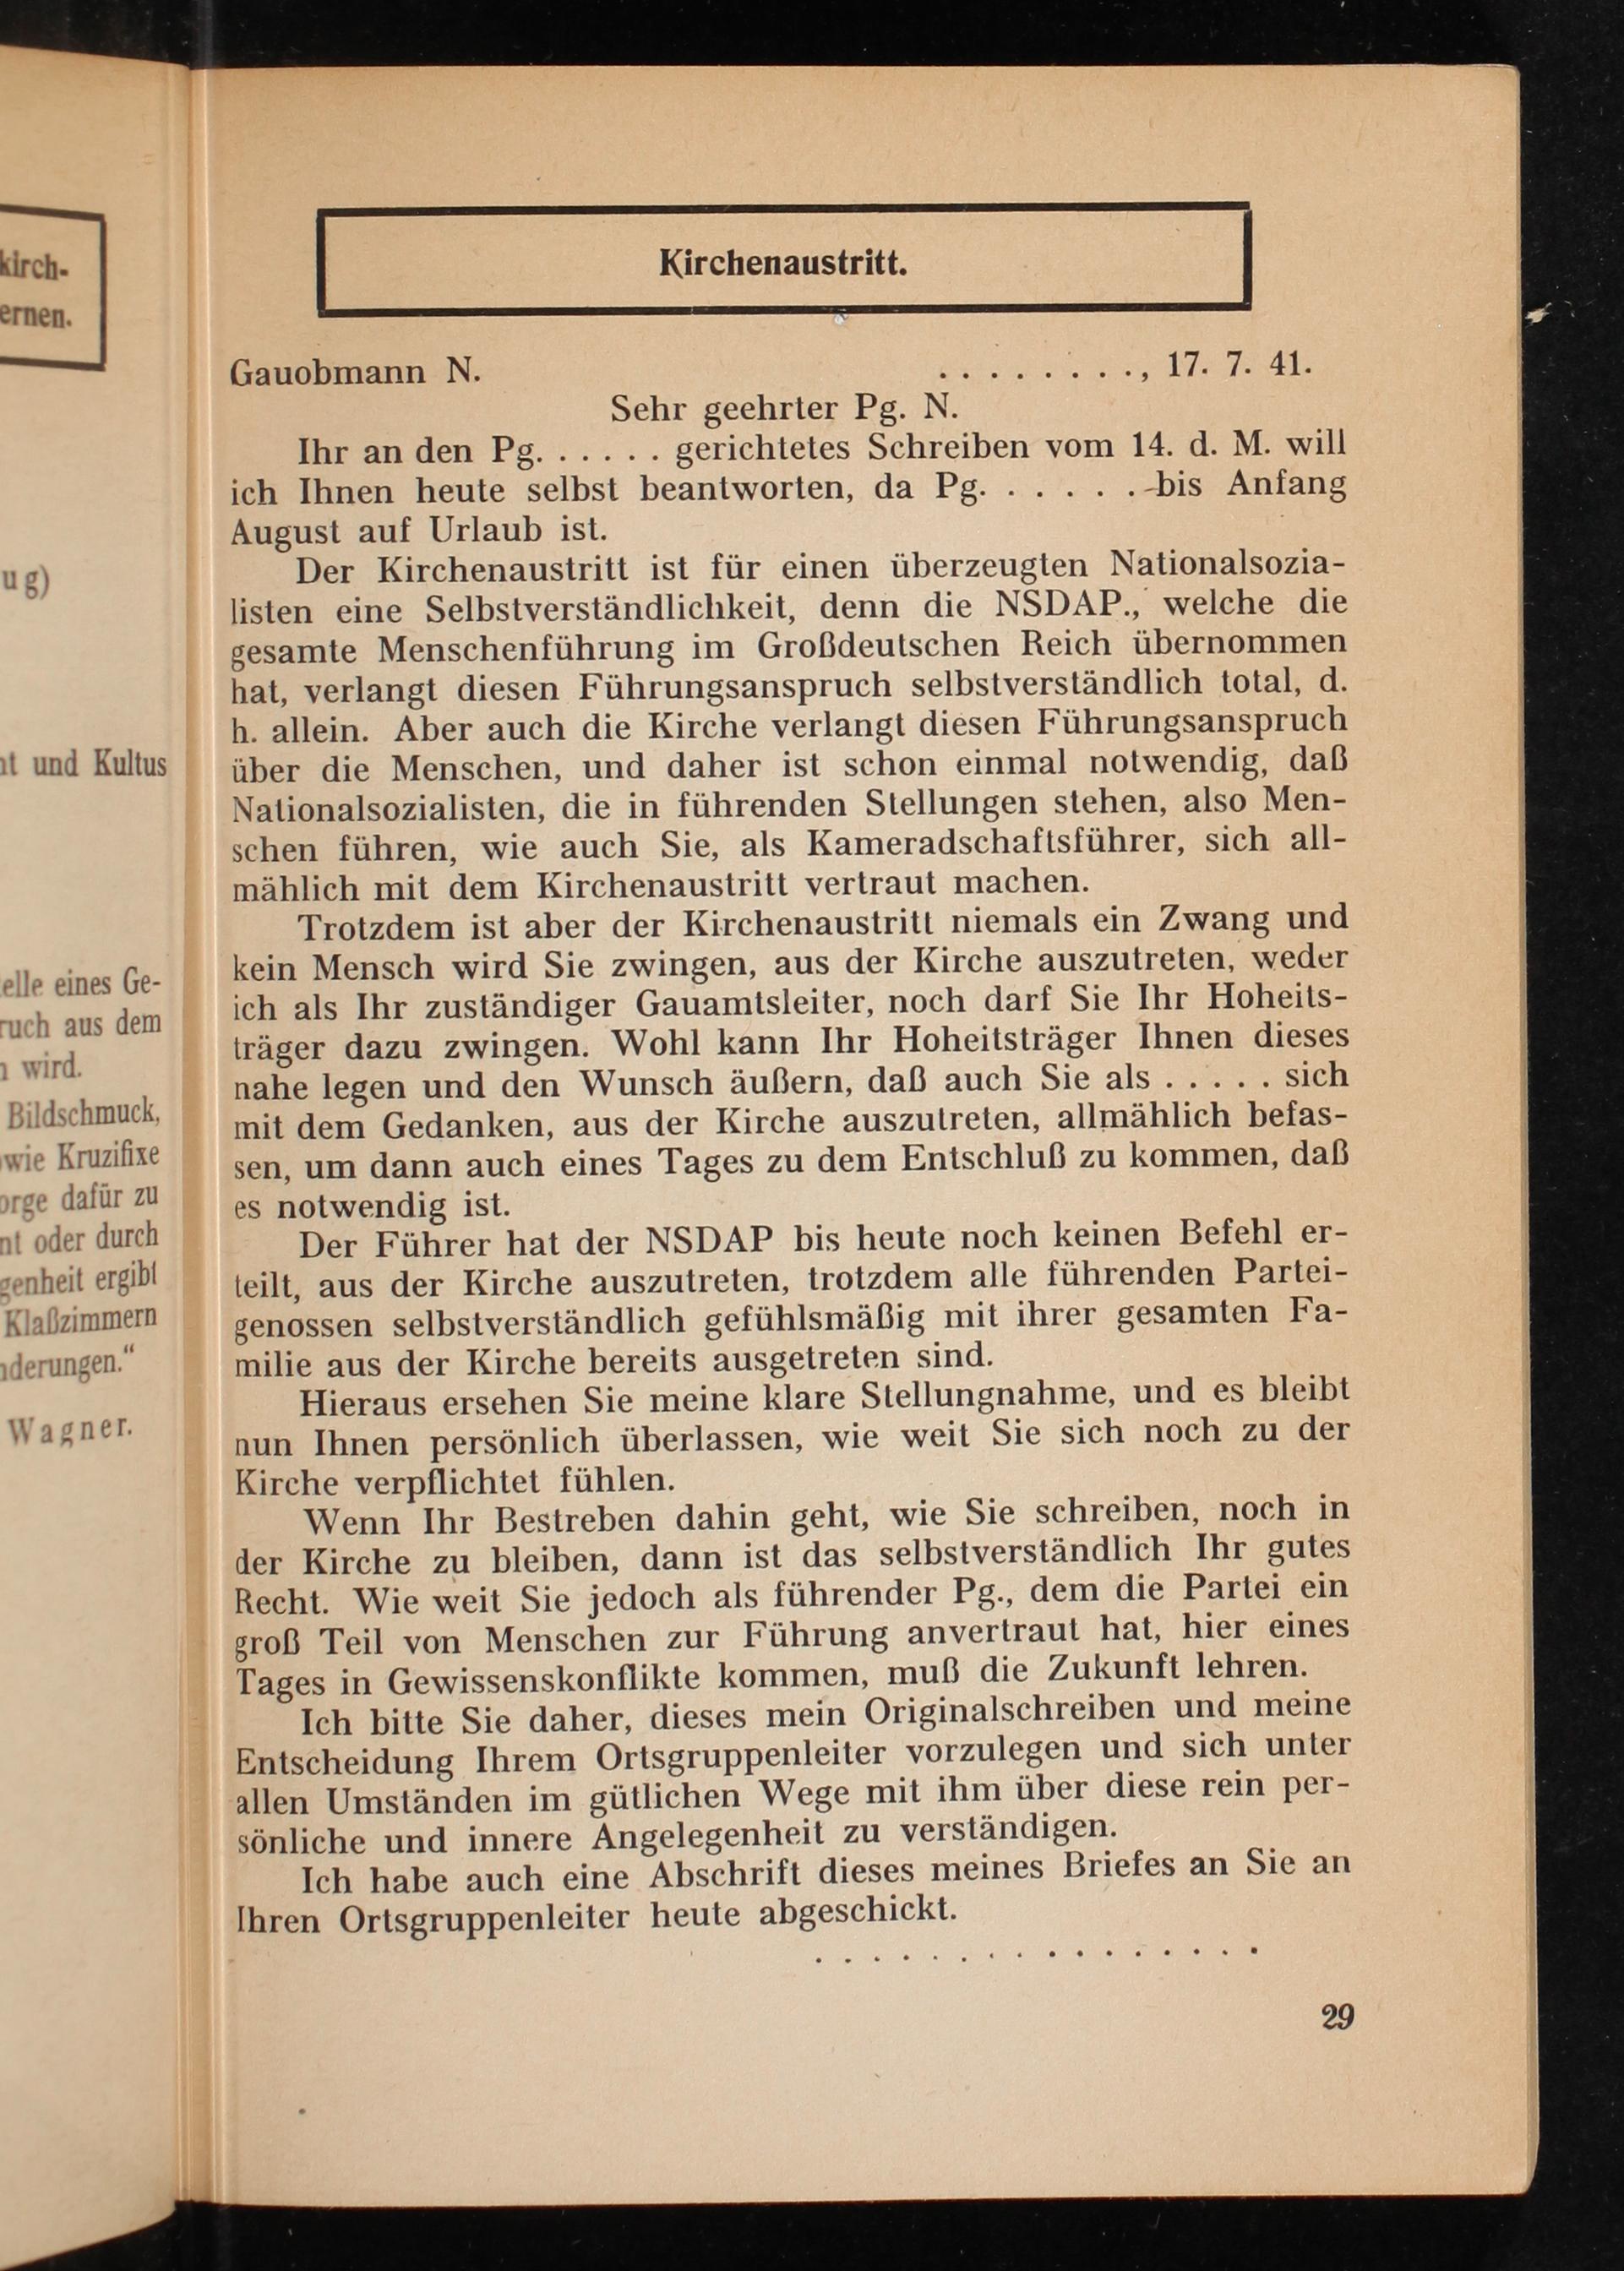 kirch-
ernen.
ug)
nt und Kultus
elle eines Ge-
ruch aus dem
wird.
Bildschmuck,
wie Kruzifixe
orge dafür zu
nt oder durch
genheit ergibt
Klaßzimmern
nderungen."
Wagner.
Kirchenaustritt.
Gauobmann N. . . . . . . . . ., 17. 7. 41.
Sehr geehrter Pg. N.
Ihr an den Pg. . . . . . gerichtetes Schreiben vom 14. d. M. will
ich Ihnen heute selbst beantworten, da Pg. . . . . . . bis Anfang
August auf Urlaub ist.
Der Kirchenaustritt ist für einen überzeugten Nationalsozia-
listen eine Selbstverständlichkeit, denn die NSDAP., welche die
gesamte Menschenführung im Großdeutschen Reich übernommen
hat, verlangt diesen Führungsanspruch selbstverständlich total, d.
h. allein. Aber auch die Kirche verlangt diesen Führungsanspruch
über die Menschen, und daher ist schon einmal notwendig, daß
Nationalsozialisten, die in führenden Stellungen stehen, also Men-
schen führen, wie auch Sie, als Kameradschaftsführer, sich all-
mählich mit dem Kirchenaustritt vertraut machen.
Trotzdem ist aber der Kirchenaustritt niemals ein Zwang und
kein Mensch wird Sie zwingen, aus der Kirche auszutreten, weder
ich als Ihr zuständiger Gauamtsleiter, noch darf Sie Ihr Hoheits-
träger dazu zwingen. Wohl kann Ihr Hoheitsträger Ihnen dieses
nahe legen und den Wunsch äußern, daß auch Sie als . . . . . sich
mit dem Gedanken, aus der Kirche auszutreten, allmählich befas-
sen, um dann auch eines Tages zu dem Entschluß zu kommen, daß
es notwendig ist.
Der Führer hat der NSDAP bis heute noch keinen Befehl er-
teilt, aus der Kirche auszutreten, trotzdem alle führenden Partei-
genossen selbstverständlich gefühlsmäßig mit ihrer gesamten Fa-
milie aus der Kirche bereits ausgetreten sind.
Hieraus ersehen Sie meine klare Stellungnahme, und es bleibt
nun Ihnen persönlich überlassen, wie weit Sie sich noch zu der
Kirche verpflichtet fühlen.
Wenn Ihr Bestreben dahin geht, wie Sie schreiben, noch in
der Kirche zu bleiben, dann ist das selbstverständlich Ihr gutes
Recht. Wie weit Sie jedoch als führender Pg., dem die Partei ein
groß Teil von Menschen zur Führung anvertraut hat, hier eines
Tages in Gewissenskonflikte kommen, muß die Zukunft lehren.
Ich bitte Sie daher, dieses mein Originalschreiben und meine
Entscheidung Ihrem Ortsgruppenleiter vorzulegen und sich unter
allen Umständen im gütlichen Wege mit ihm über diese rein per-
sönliche und innere Angelegenheit zu verständigen.
Ich habe auch eine Abschrift dieses meines Briefes an Sie an
Ihren Ortsgruppenleiter heute abgeschickt.
. . . . . . . . . . . . . . . .
29